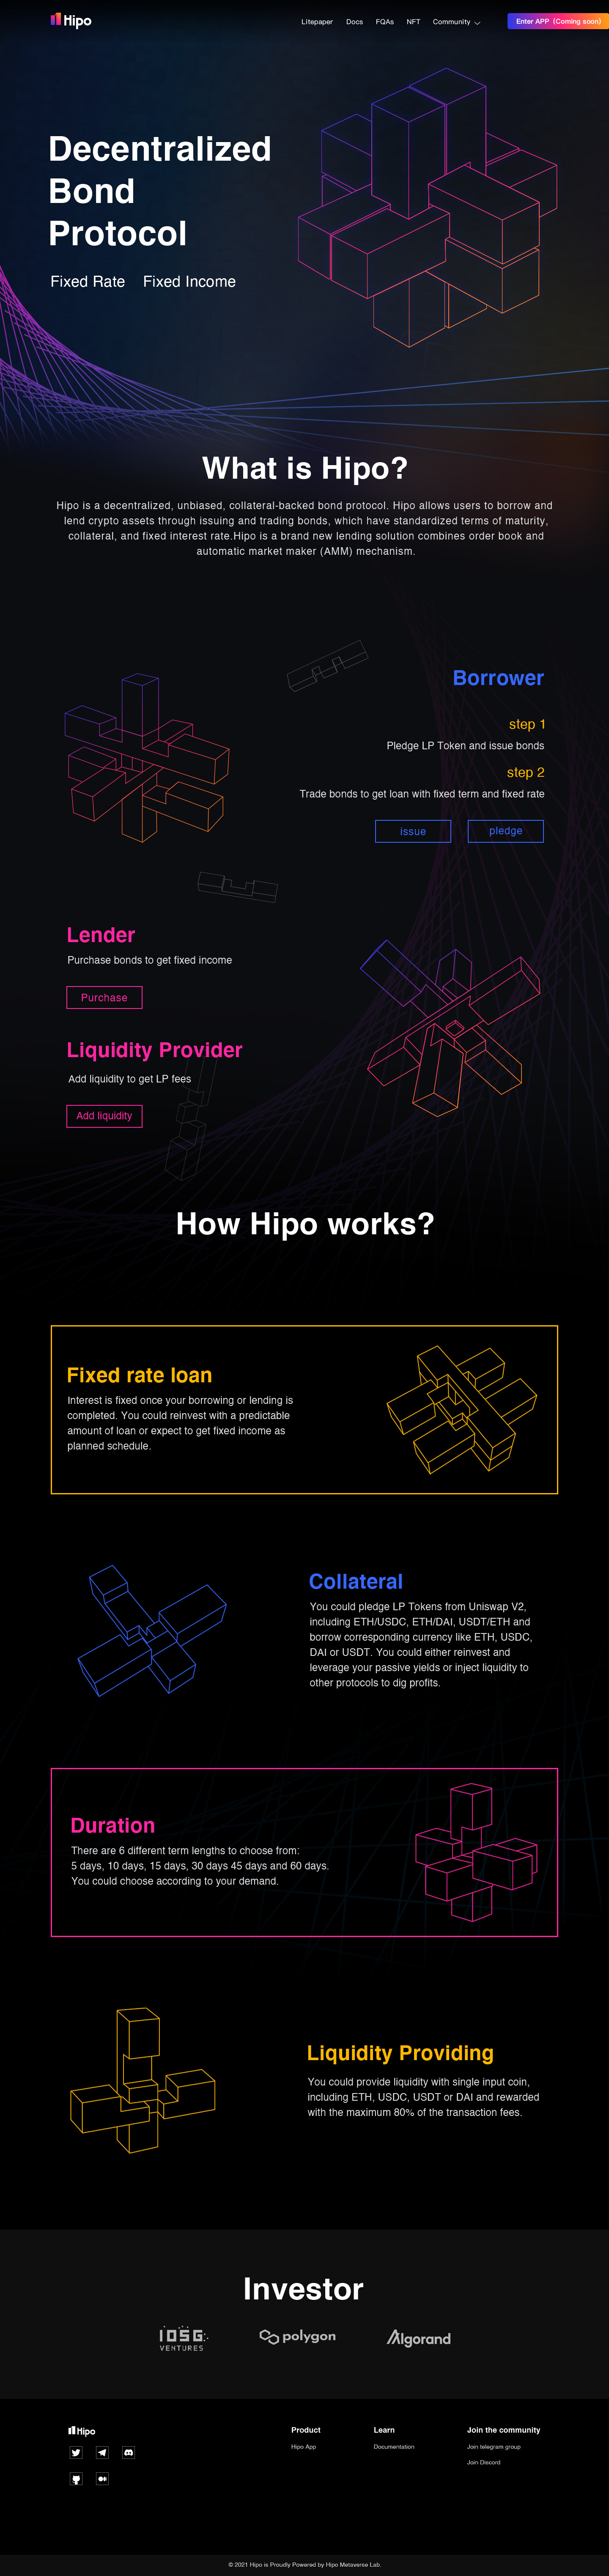 Hipo
Litepaper Docs FQAs NFT Community
Enter APP (Coming soon)
Decentralized
Bond
Protocol
Fixed Rate Fixed Income
What is Hipo?
Hipo is a decentralized, unbiased, collateral-backed bond protocol. Hipo allows users to borrow and
lend crypto assets through issuing and trading bonds, which have standardized terms of maturity,
collateral, and fixed interest rate.Hipo is a brand new lending solution combines order book and
automatic market maker (AMM) mechanism.
Borrower
step 1
Pledge LP Token and issue bonds
step 2
Trade bonds to get loan with fixed term and fixed rate
issue pledge
Lender
Purchase bonds to get fixed income
Purchase
Liquidity Provider
Add liquidity to get LP fees
Add liquidity
How Hipo works?
Fixed rate loan
Interest is fixed once your borrowing or lending is
completed. You could reinvest with a predictable
amount of loan or expect to get fixed income as
planned schedule.
Collateral
You could pledge LP Tokens from Uniswap V2,
including ETH/USDC, ETH/DAI, USDT/ETH and
borrow corresponding currency like ETH, USDC,
DAI or USDT. You could either reinvest and
leverage your passive yields or inject liquidity to
other protocols to dig profits.
Duration
There are 6 different term lengths to choose from:
5 days, 10 days, 15 days, 30 days 45 days and 60 days.
You could choose according to your demand.
Liquidity Providing
You could provide liquidity with single input coin,
including ETH, USDC, USDT or DAI and rewarded
with the maximum 80% of the transaction fees.
Investor
IOSG
VENTURES
polygon
Algorand
Hipo
Product
Hipo App
Learn
Documentation
Join the community
Join telegram group
Join Discord
© 2021 Hipo is Proudly Powered by Hipo Metaverse Lab.